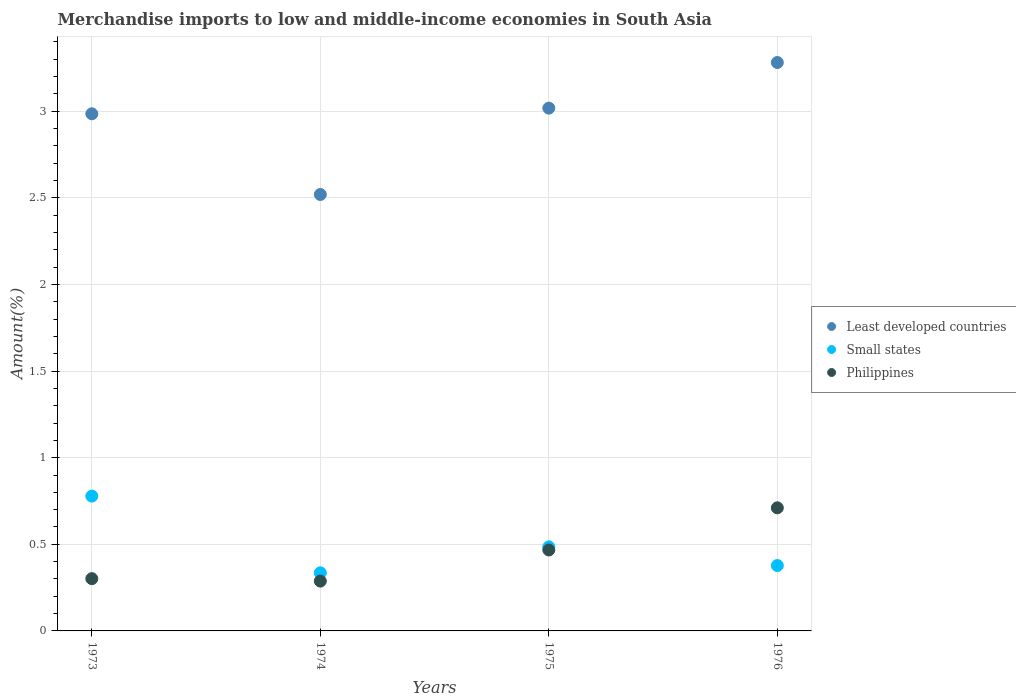 Merchandise imports to low and middle-income economies in South Asia
3
2.5
2
1.5
1
0.5
0
Amount(%)
1973
1974
1975
1976
Years
Least developed countries
Small states
Philippines